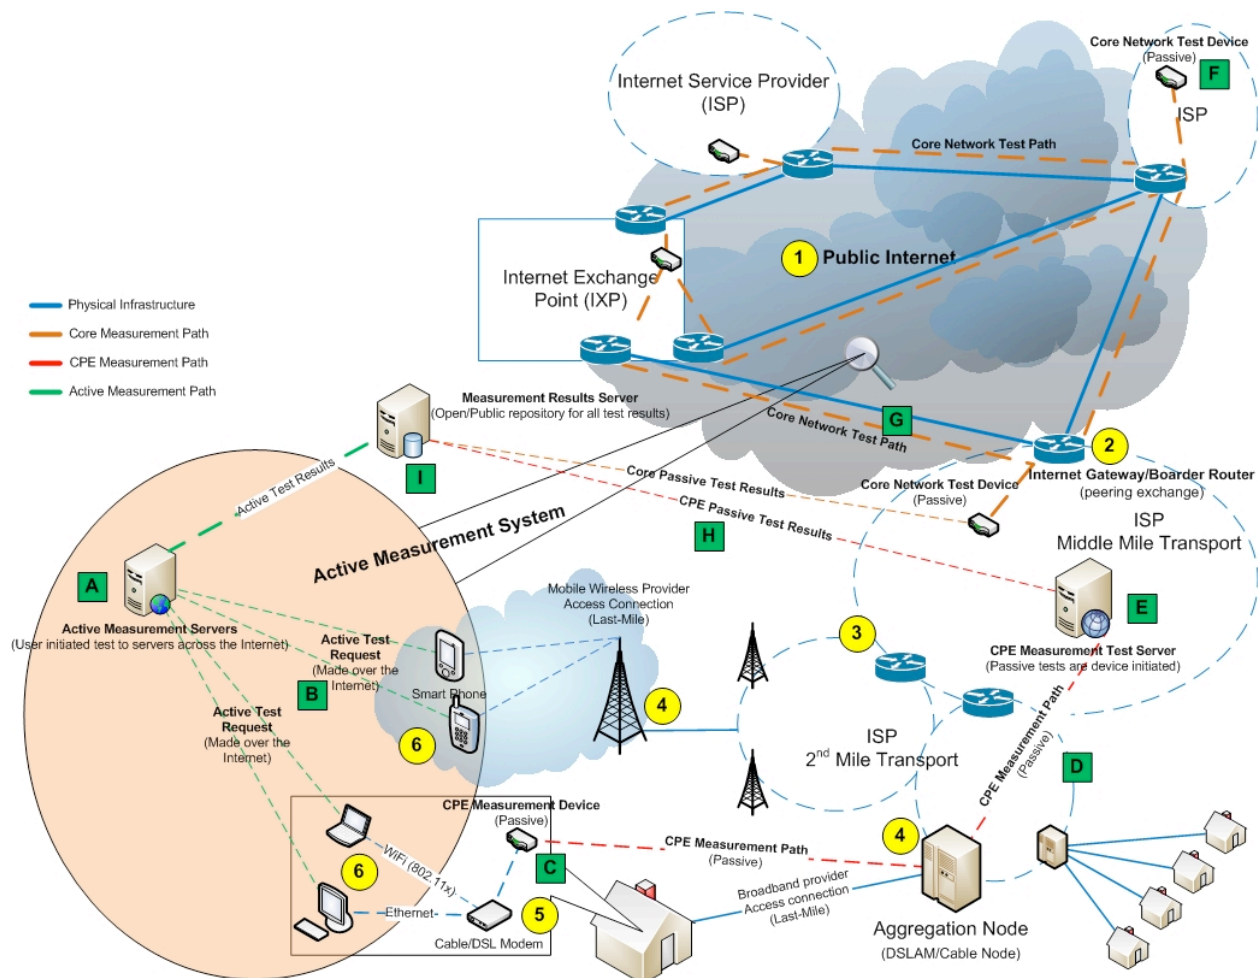 Core Network Test Device
(Passive)
F
ISP
Internet Service Provider
(ISP)
Core Network Test Path
1
Public Internet
Internet Exchange
Point (IXP)
Physical Infrastructure
Core Measurement Path
CPE Measurement Path
Active Measurement Path
Measurement Results Server
(Open/Public repository for all test results)
I
G
Core Network Test Path
2
Internet Gateway/Boarder Router
(peering exchange)
Core Network Test Device
(Passive)
Active Test Results
Core Passive Test Results
CPE Passive Test Results
H
Active Measurement System
ISP
Middle Mile Transport
A
E
Active Measurement Servers
(User initiated test to servers across the Internet)
Mobile Wireless Provider
Access Connection
(Last-Mile)
CPE Measurement Test Server
(Passive tests are device initiated)
3
Active Test
Request
(Made over the
Internet)
B
Smart Phone
4
6
Active Test
Request
(Made over the
Internet)
ISP
2nd Mile Transport
CPE Measurement Path
(Passive)
D
CPE Measurement Device
(Passive)
C
CPE Measurement Path
(Passive)
4
WiFi (802.11x)
6
Ethernet
5
Cable/DSL Modem
Broadband provider
Access connection
(Last-Mile)
Aggregation Node
(DSLAM/Cable Node)